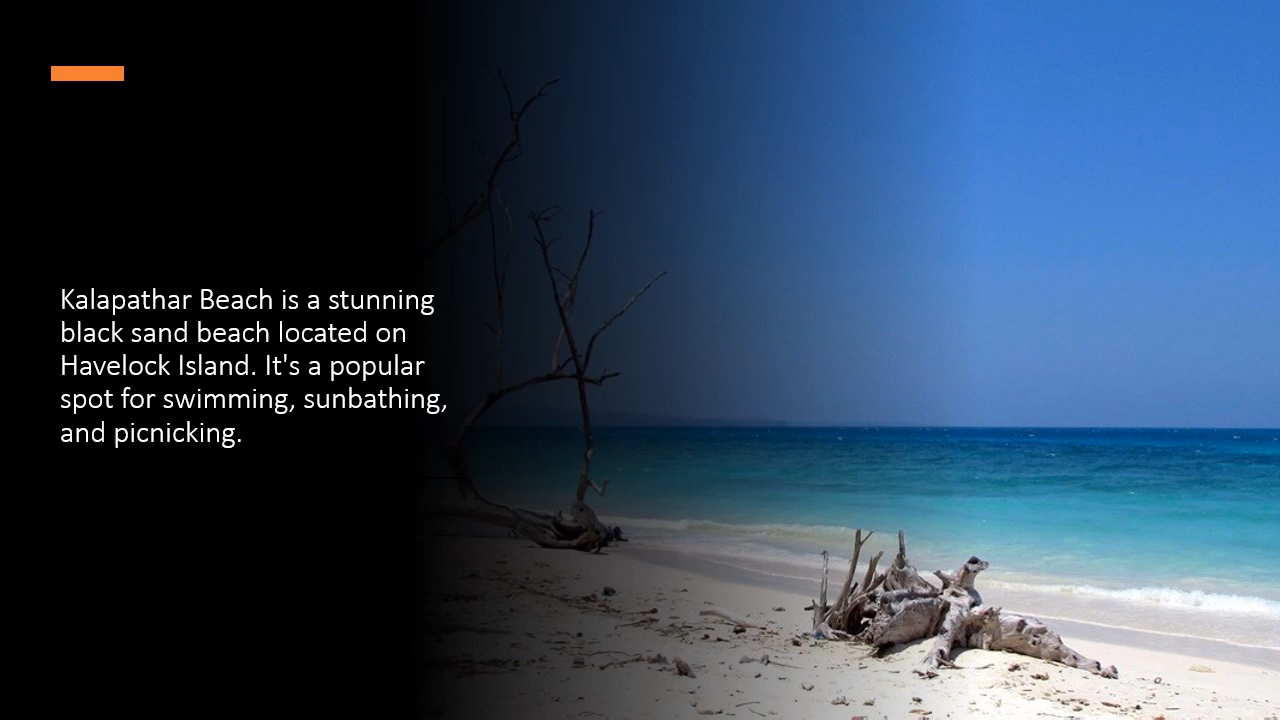 Kalapathar Beach is a stunning
black sand beach located on
Havelock Island. It's a popular
spot for swimming, sunbathing,
and picnicking.